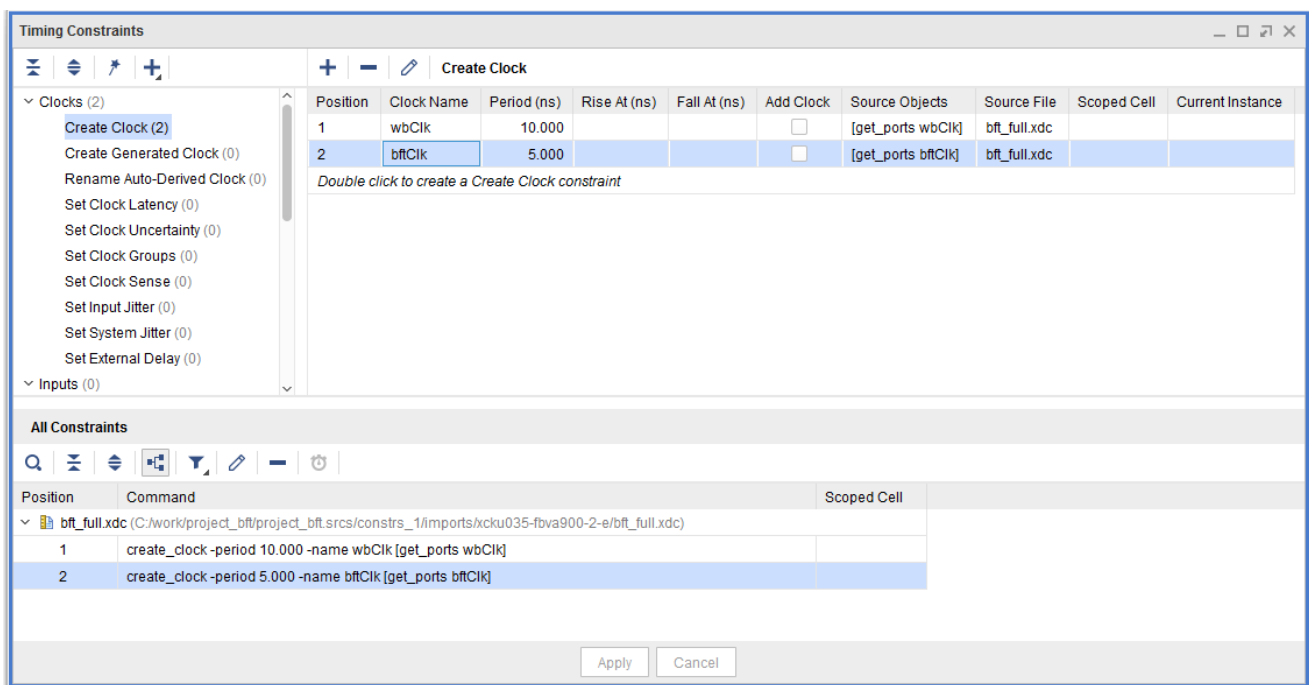 Timing Constraints
Create Clock
Clocks (2)
Create Clock (2)
Create Generated Clock (0)
Rename Auto-Derived Clock (0)
Set Clock Latency (0)
Set Clock Uncertainty (0)
Set Clock Groups (0)
Set Clock Sense (0)
Set Input Jitter (0)
Set System Jitter (0)
Set External Delay (0)
Inputs (0)
Position Clock Name Period (ns) Rise At (ns) Fall At (ns) Add Clock Source Objects Source File Scoped Cell Current Instance
1 wbClk 10.000 [get_ports wbClk] bft_full.xdc
2 bftClk 5.000 [get_ports bftClk] bft_full.xdc
Double click to create a Create Clock constraint
All Constraints
Position Command Scoped Cell
bft_full.xdc (C:/work/project_bft/project_bft.srcs/constrs_1/imports/xcku035-fbva900-2-e/bft_full.xdc)
1 create_clock -period 10.000 -name wbClk [get_ports wbClk]
2 create_clock -period 5.000 -name bftClk [get_ports bftClk]
Apply Cancel